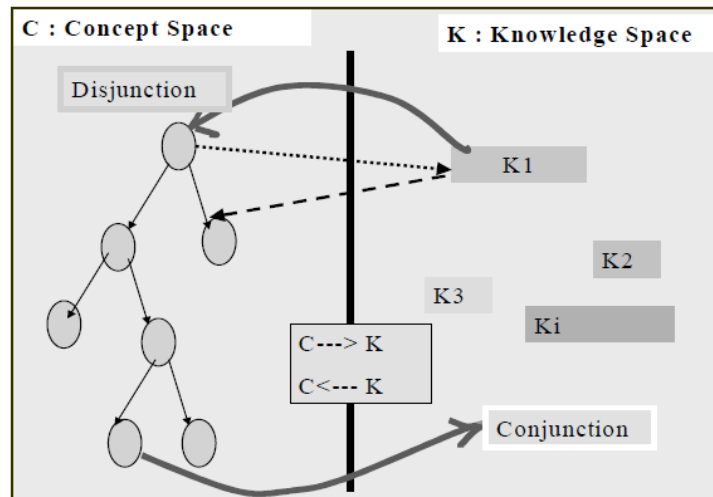 C : Concept Space
K : Knowledge Space
Disjunction
K1
K2
K3
Ki
C---> K
C<--- K
Conjunction